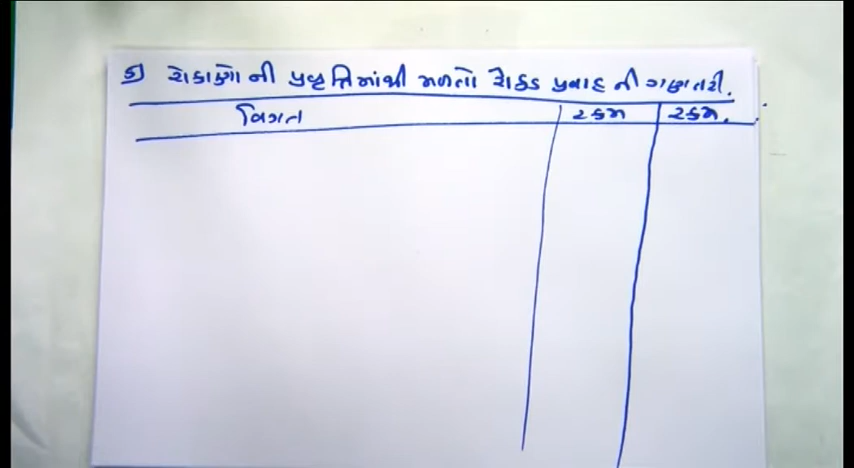 ક) રોકાણો ની પ્રવૃત્તિમાંથી મળતો રોકડ પ્રવાહ ની ગણતરી.
વિગત રકમ રકમ.